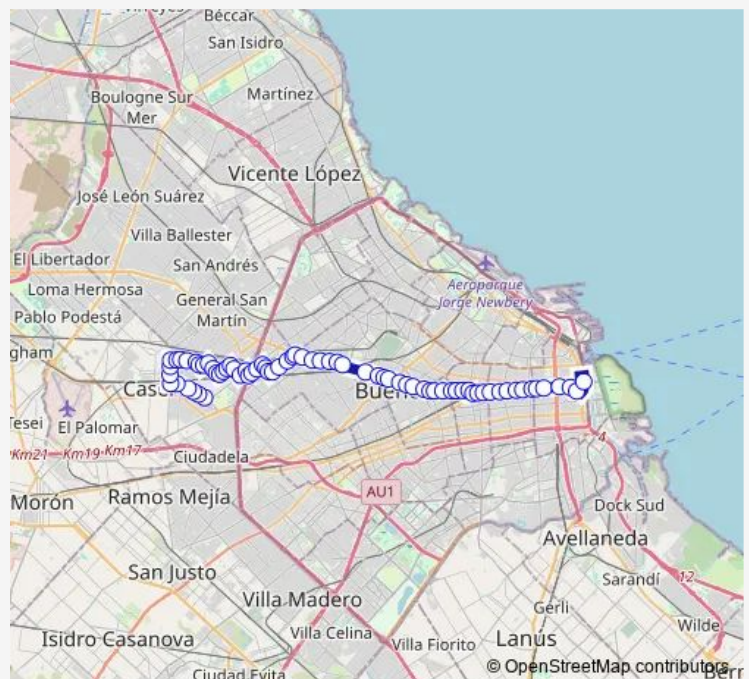 Béccar
San Isidro
Boulogne Sur
Mer
Martínez
Vicente López
José León Suárez
Villa Ballester
El Libertador
San Andrés
Aeroparque
Jorge Newbery
Loma Hermosa
General San
Martín
Pablo Podestá
El Palomar
Km21
Km19
Km17
Ciudadela
Morón
Ramos Mejía
AU1
4
Dock Sud
Avellaneda
San Justo
Sarandí
12
Villa Madero
Gerli
Wilde
Isidro Casanova
Villa Celina
Villa Fiorito
Lanus
Ciudad Evita
© OpenStreetMap contributors